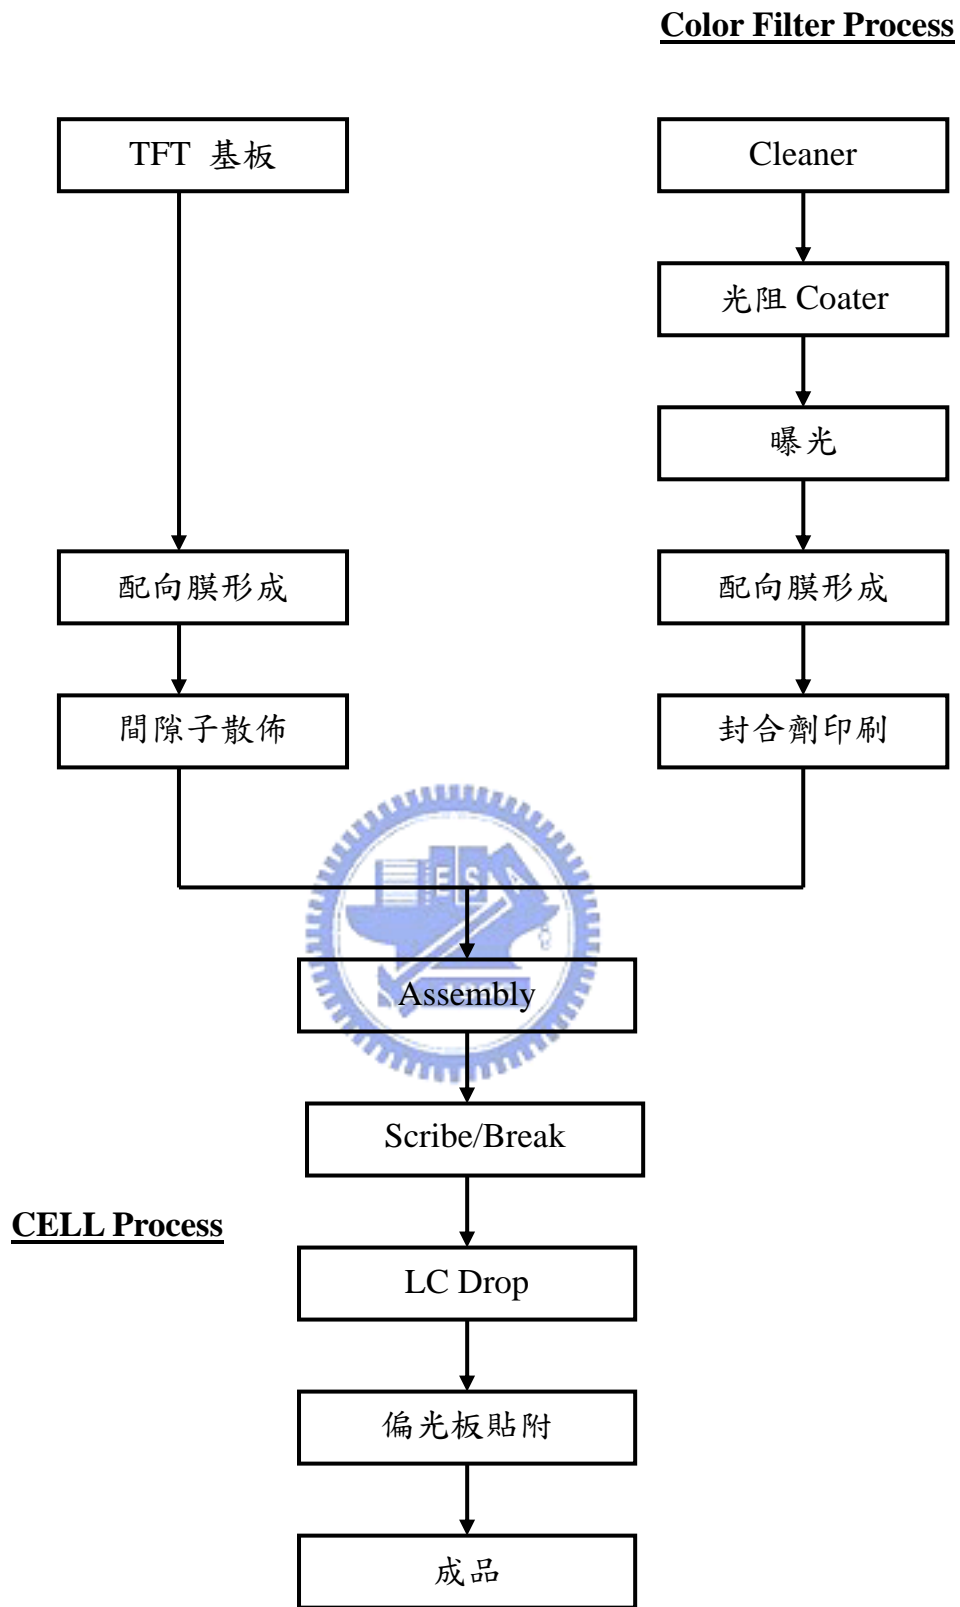 Color Filter Process
TFT 基板
Cleaner
光阻 Coater
曝光
配向膜形成
配向膜形成
間隙子散佈
封合劑印刷
E S A
Assembly
Scribe/Break
CELL Process
LC Drop
偏光板貼附
成品